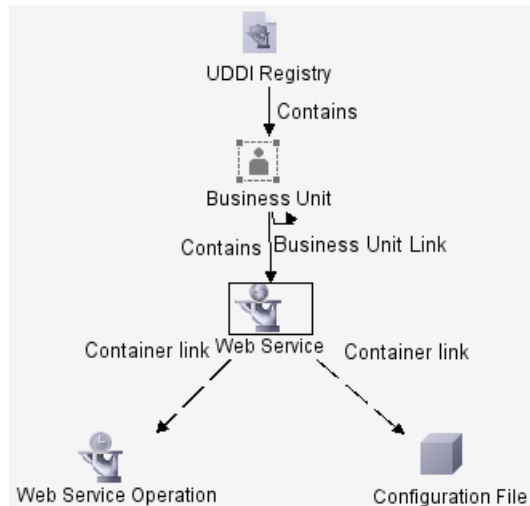 UDDI Registry
Contains
Business Unit
Contains
Business Unit Link
Web Service
Container link
Container link
Web Service Operation
Configuration File